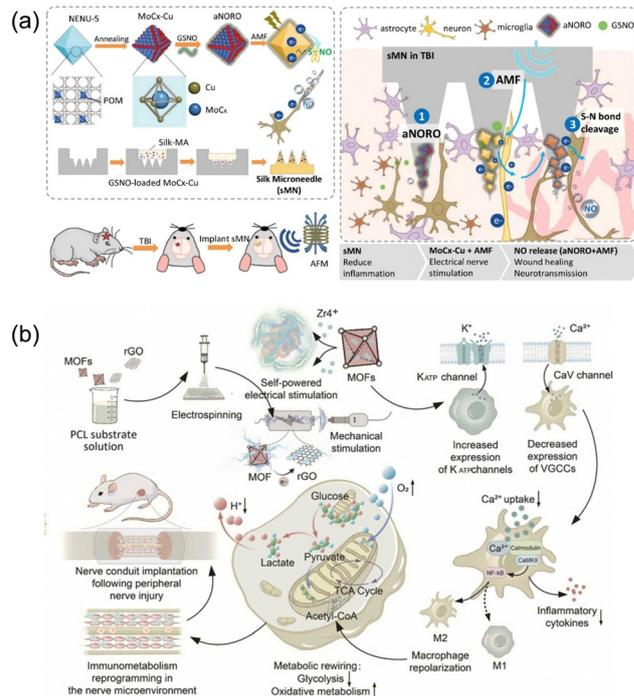 (a)
NENU-5
MoCx-Cu
aNORO
Annealing
GSNO
AMF
S
NO
e-
NO
POM
Cu
MoCx
Silk-MA
GSNO-loaded MoCx-Cu
Silk Microneedle
(sMN)
TBI
Implant sMN
AFM
astrocyte
neuron
microglia
aNORO
GSNO
sMN in TBI
2 AMF
1
aNORO
3
S-N bond
cleavage
e-
NO
sMN
Reduce
inflammation
MoCx-Cu + AMF
Electrical nerve
stimulation
NO release (aNORO+AMF)
Wound healing
Neurotransmission
(b)
MOFs
rGO
PCL substrate
solution
Electrospinning
Zr4+
Self-powered
electrical stimulation
MOFs
Mechanical
stimulation
MOF
rGO
K+
KATP channel
Increased
expression
of K ATP channels
Ca2+
CaV channel
Decreased
expression
of VGCCs
Nerve conduit implantation
following peripheral
nerve injury
Immunometabolism
reprogramming in
the nerve microenvironment
H+↓
O2↑
Glucose
Lactate
Pyruvate
TCA Cycle
Acetyl-CoA
Metabolic rewiring:
Glycolysis ↓
Oxidative metabolism ↑
Ca2+ uptake ↓
Ca2+
Calmodulin
CaMKII
NF-kB
Inflammatory
cytokines ↓
M2
Macrophage
repolarization
M1